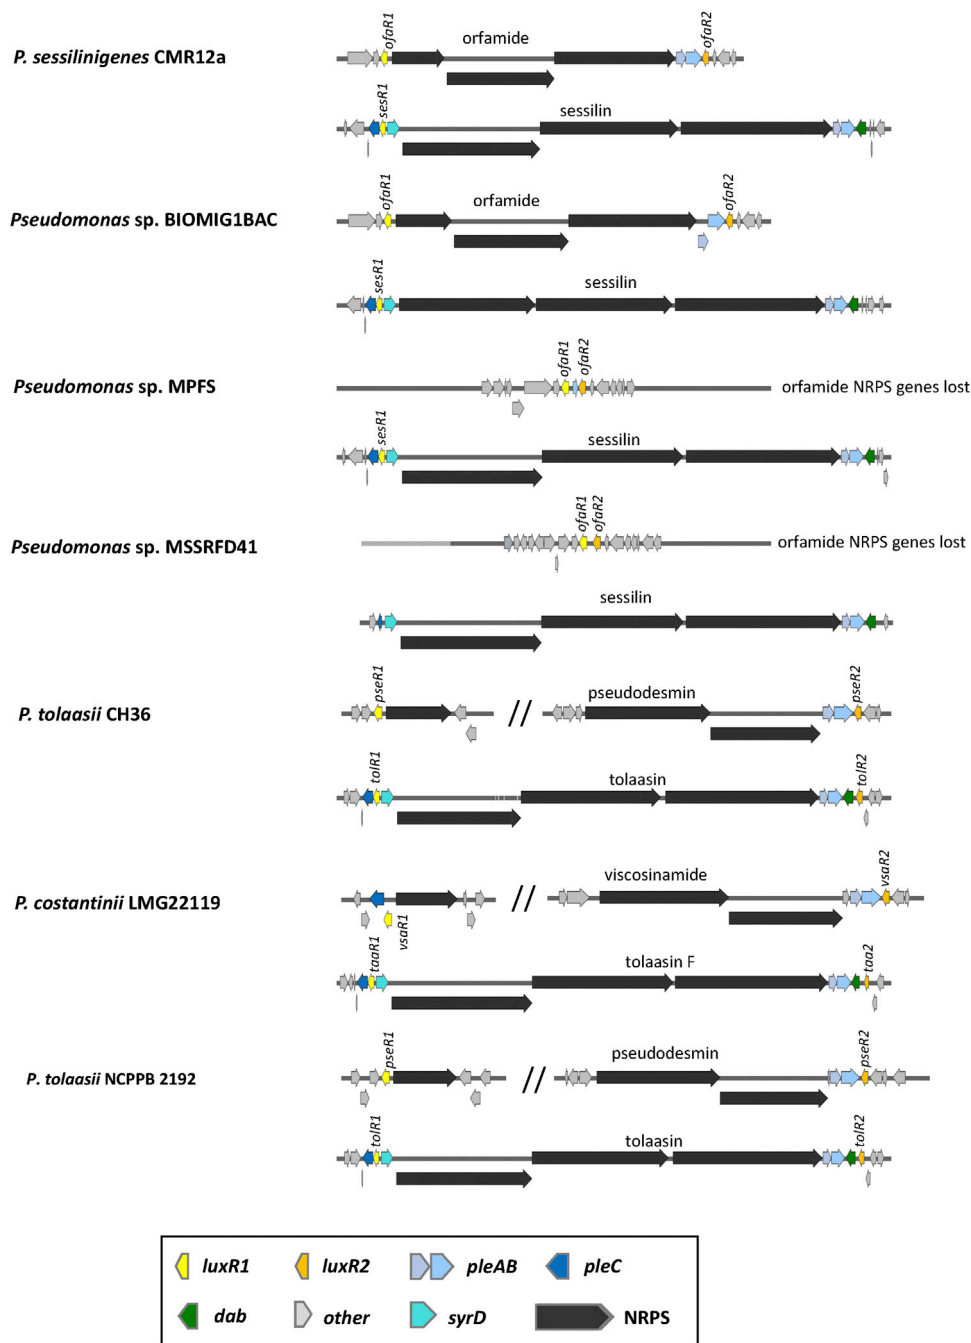 ofaR1
ofaR2
P. sessilinigenes CMR12a
orfamide
sesR1
sessilin
ofaR1
ofaR2
Pseudomonas sp. BIOMIG1BAC
orfamide
sesR1
sessilin
ofaR1
ofaR2
Pseudomonas sp. MPFS
orfamide NRPS genes lost
sesR1
sessilin
ofaR1
ofaR2
Pseudomonas sp. MSSRFD41
orfamide NRPS genes lost
sessilin
pseR1
pseR2
P. tolaasii CH36
//
pseudodesmin
tolR1
tolR2
tolaasin
vsaR2
P. costantinii LMG22119
//
viscosinamide
vsaR1
taaR1
taa2
tolaasin F
pseR1
pseR2
P. tolaasii NCPPB 2192
//
pseudodesmin
tolR1
tolR2
tolaasin
luxR1 luxR2 pleAB pleC
dab other syrD NRPS